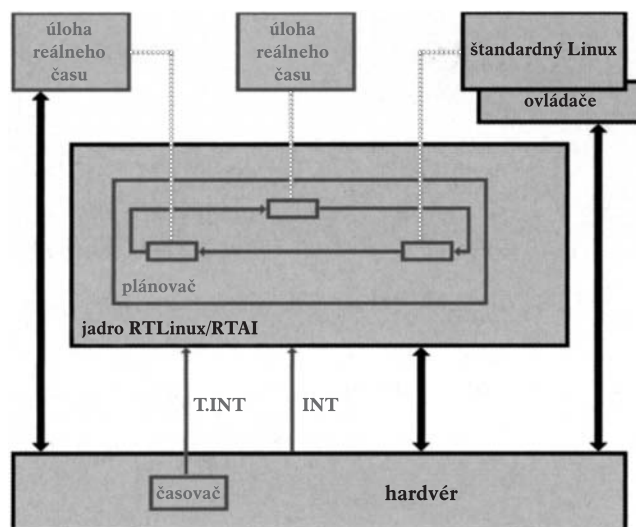 úloha
reálneho
času
úloha
reálneho
času
štandardný Linux
ovládače
plánovač
jadro RTLinux/RTAI
T.INT
INT
časovač
hardvér